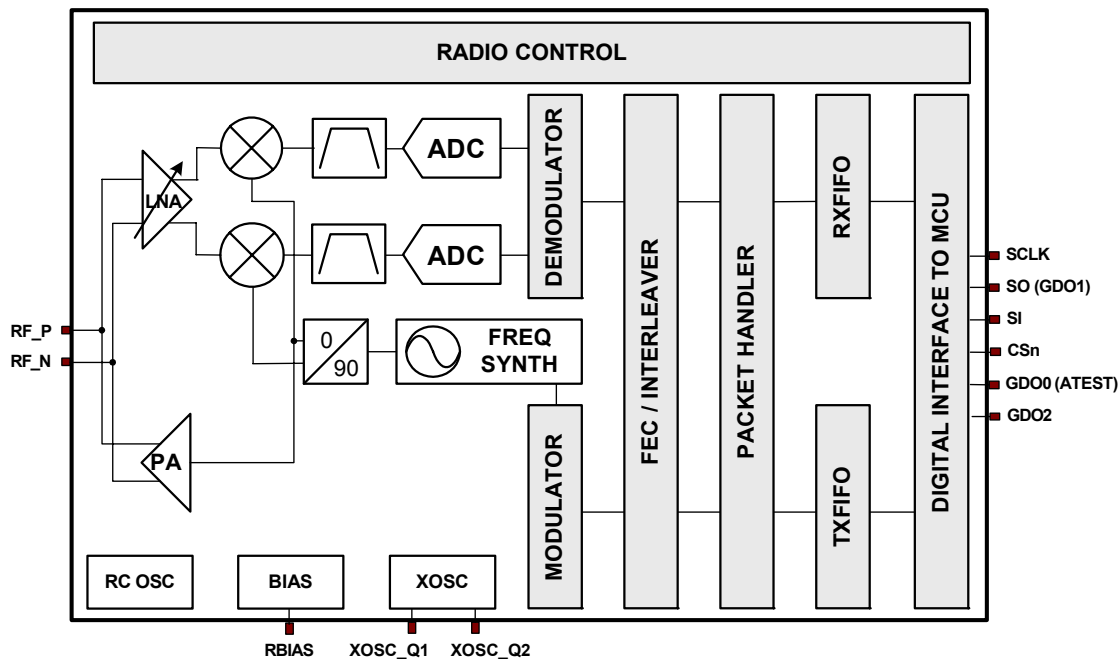 RADIO CONTROL
LNA
ADC
ADC
DEMODULATOR
FEC / INTERLEAVER
PACKET HANDLER
RXFIFO
DIGITAL INTERFACE TO MCU
SCLK
SO (GDO1)
SI
CSn
GDO0 (ATEST)
GDO2
RF_P
RF_N
0
90
FREQ
SYNTH
PA
MODULATOR
TXFIFO
RC OSC
BIAS
XOSC
RBIAS
XOSC_Q1
XOSC_Q2